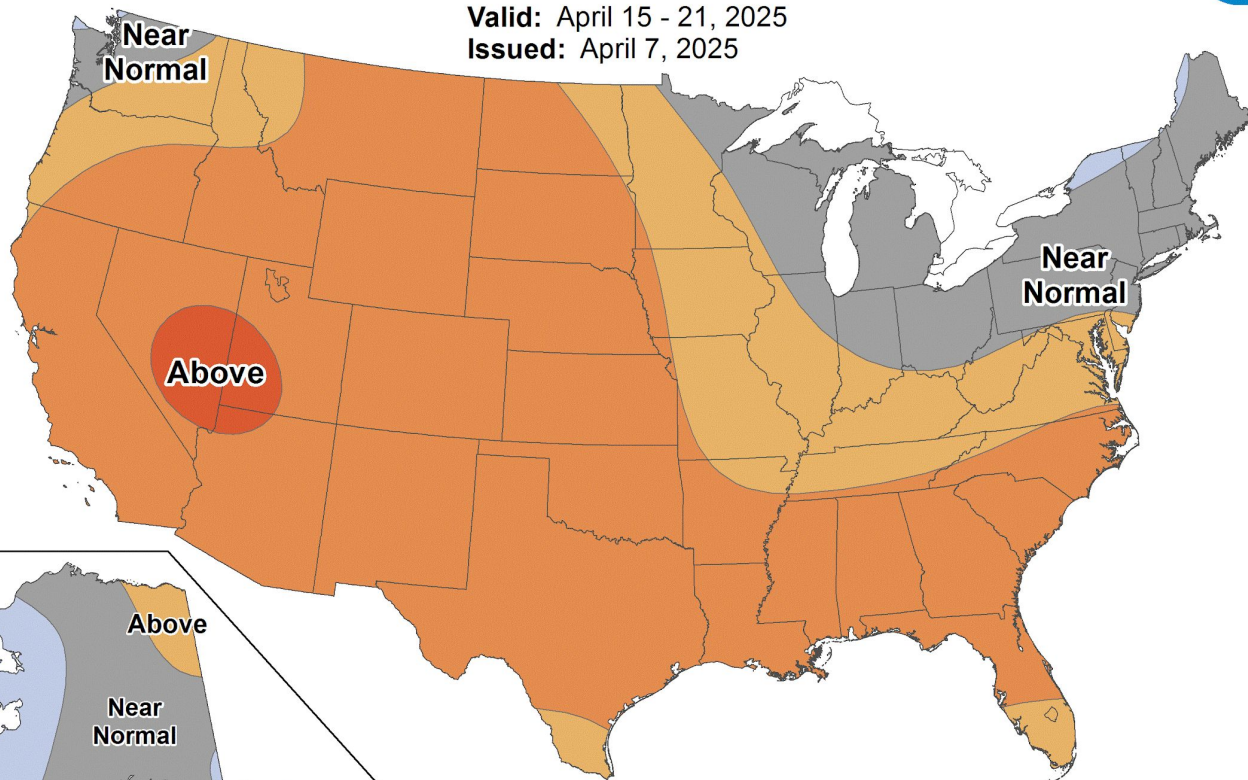 Valid: April 15 - 21, 2025
Issued: April 7, 2025
Near
Normal
Near
Normal
Above
Above
Near
Normal